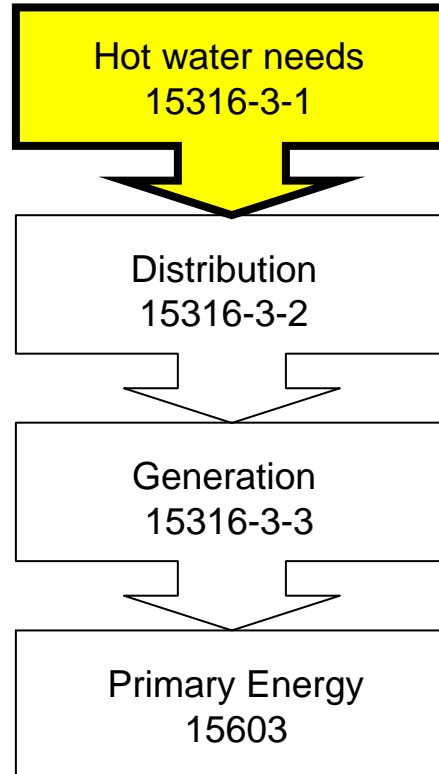 Hot water needs
15316-3-1
Distribution
15316-3-2
Generation
15316-3-3
Primary Energy
15603